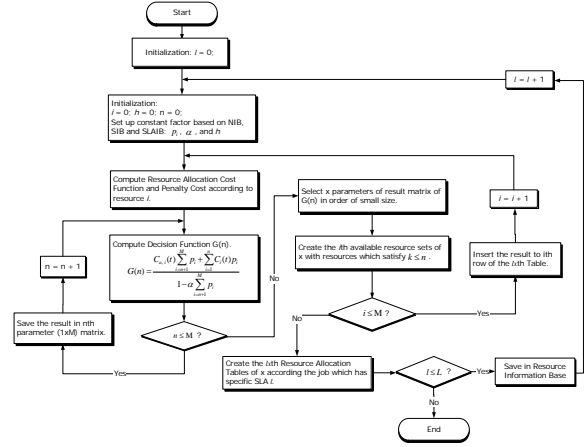 Start
Initialization: l = 0;
l = l + 1
Initialization:
i = 0; h = 0; n = 0;
Set up constant factor based on NIB,
SIB and SLAIB: p_i , α , and h
Compute Resource Allocation Cost
Function and Penalty Cost according to
resource i.
No
Select x parameters of result matrix of
G(n) in order of small size.
i = i + 1
Compute Decision Function G(n).
Create the ith available resource sets of
x with resources which satisfy k ≤ n .
n = n + 1
Insert the result to ith
row of the lxth Table.
i ≤ M ?
Yes
Save the result in nth
parameter (1xM) matrix.
n ≤ M ?
No
Yes
Create the lxth Resource Allocation
Tables of x according the job which has
specific SLA l.
l ≤ L ?
Yes
Save in Resource
Information Base
No
End